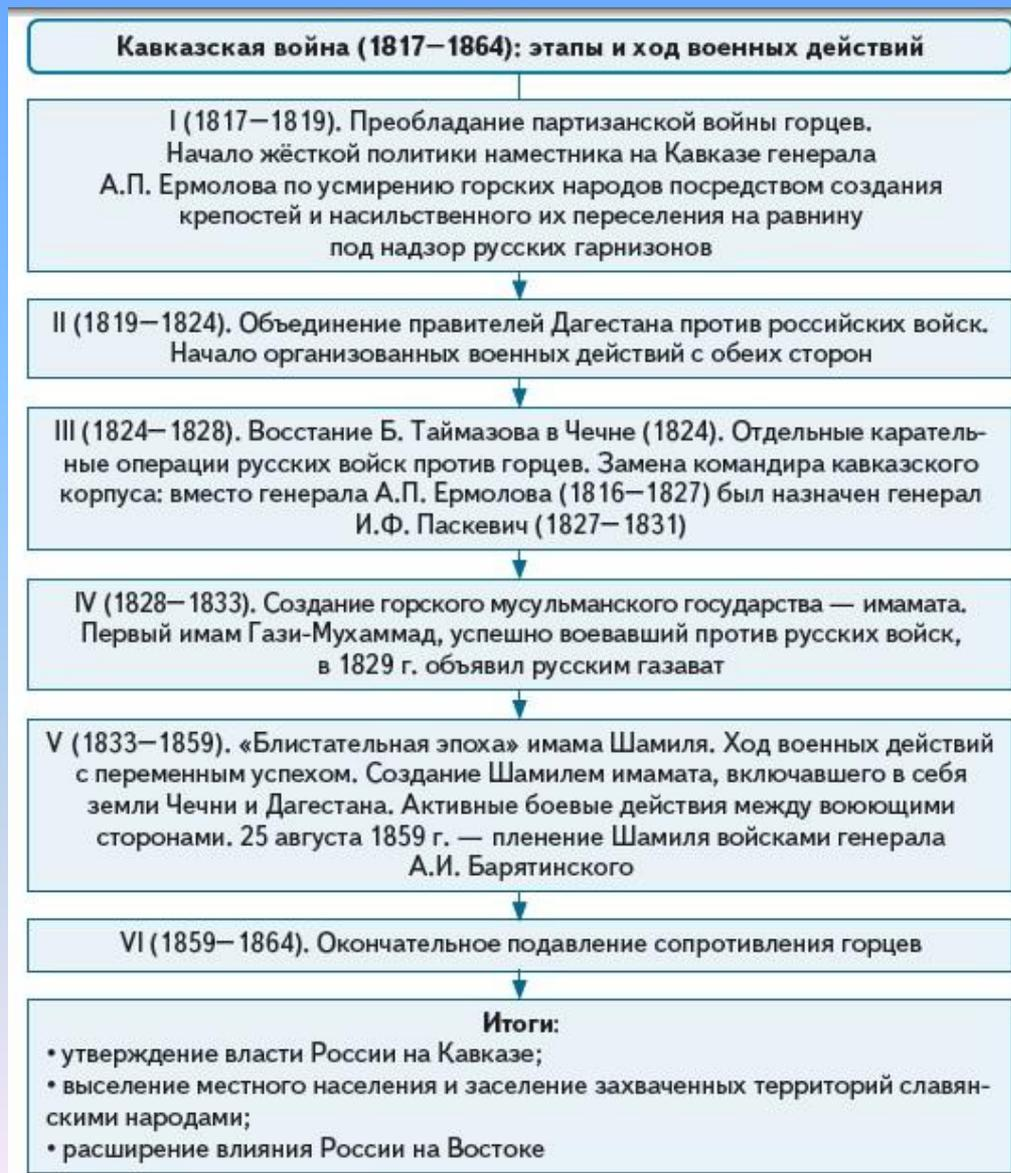 Кавказская война (1817—1864): этапы и ход военных действий
I (1817—1819). Преобладание партизанской войны горцев.
Начало жёсткой политики наместника на Кавказе генерала
А.П. Ермолова по усмирению горских народов посредством создания
крепостей и насильственного их переселения на равнину
под надзор русских гарнизонов
II (1819—1824). Объединение правителей Дагестана против российских войск.
Начало организованных военных действий с обеих сторон
III (1824—1828). Восстание Б. Таймазова в Чечне (1824). Отдельные каратель-
ные операции русских войск против горцев. Замена командира кавказского
корпуса: вместо генерала А.П. Ермолова (1816—1827) был назначен генерал
И.Ф. Паскевич (1827—1831)
IV (1828—1833). Создание горского мусульманского государства — имамата.
Первый имам Гази-Мухаммад, успешно воевавший против русских войск,
в 1829 г. объявил русским газават
V (1833—1859). «Блистательная эпоха» имама Шамиля. Ход военных действий
с переменным успехом. Создание Шамилем имамата, включавшего в себя
земли Чечни и Дагестана. Активные боевые действия между воюющими
сторонами. 25 августа 1859 г. — пленение Шамиля войсками генерала
А.И. Барятинского
VI (1859—1864). Окончательное подавление сопротивления горцев
Итоги:
• утверждение власти России на Кавказе;
• выселение местного населения и заселение захваченных территорий славян-
скими народами;
• расширение влияния России на Востоке